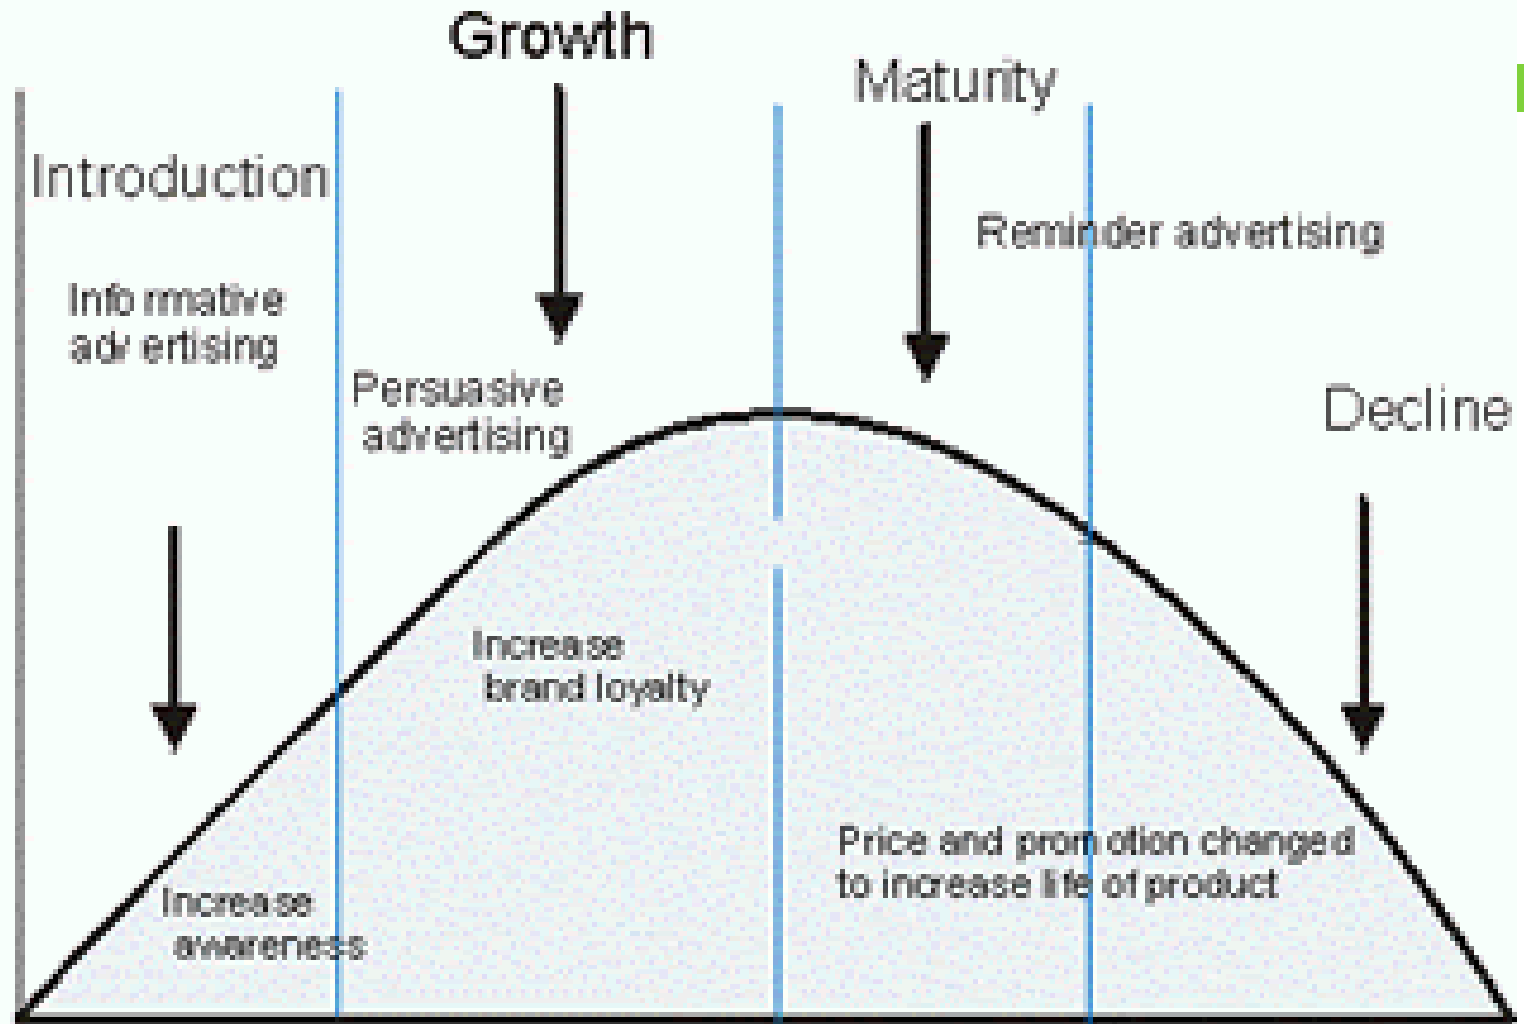 Growth
Maturity
Introduction
Reminder advertising
Informative
advertising
Persuasive
advertising
Decline
Increase
brand loyalty
Price and promotion changed
to increase life of product
Increase
awareness